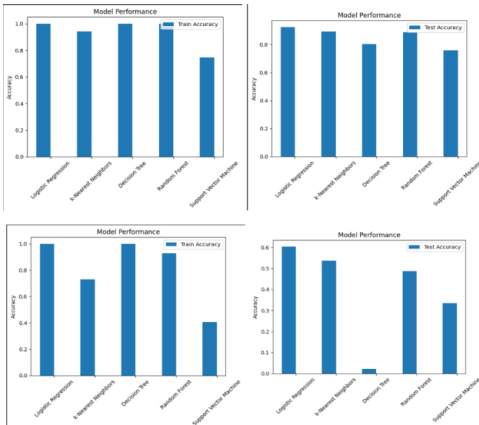 Model Performance
Train Accuracy
Accuracy
1.0
0.8
0.6
0.4
0.2
0.0
Logistic Regression
k-Nearest Neighbors
Decision Tree
Random Forest
Support Vector Machine
Model Performance
Test Accuracy
Accuracy
0.8
0.6
0.4
0.2
0.0
Logistic Regression
k-Nearest Neighbors
Decision Tree
Random Forest
Support Vector Machine
Model Performance
Train Accuracy
Accuracy
1.0
0.8
0.6
0.4
0.2
0.0
Logistic Regression
k-Nearest Neighbors
Decision Tree
Random Forest
Support Vector Machine
Model Performance
Test Accuracy
Accuracy
0.6
0.5
0.4
0.3
0.2
0.1
0.0
Logistic Regression
k-Nearest Neighbors
Decision Tree
Random Forest
Support Vector Machine